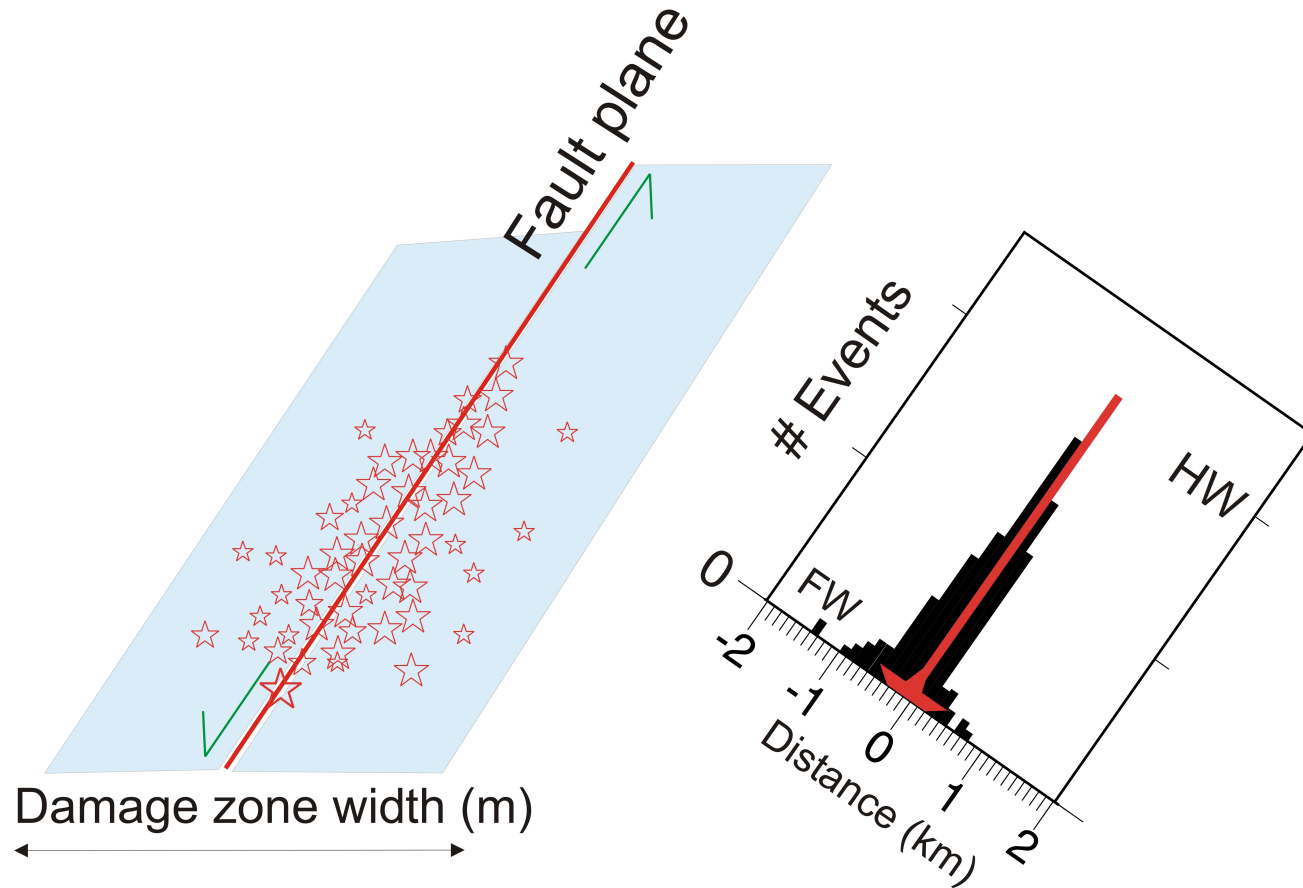 Fault plane
Damage zone width (m)
# Events
HW
FW
0
-2
-1
0
1
2
Distance (km)